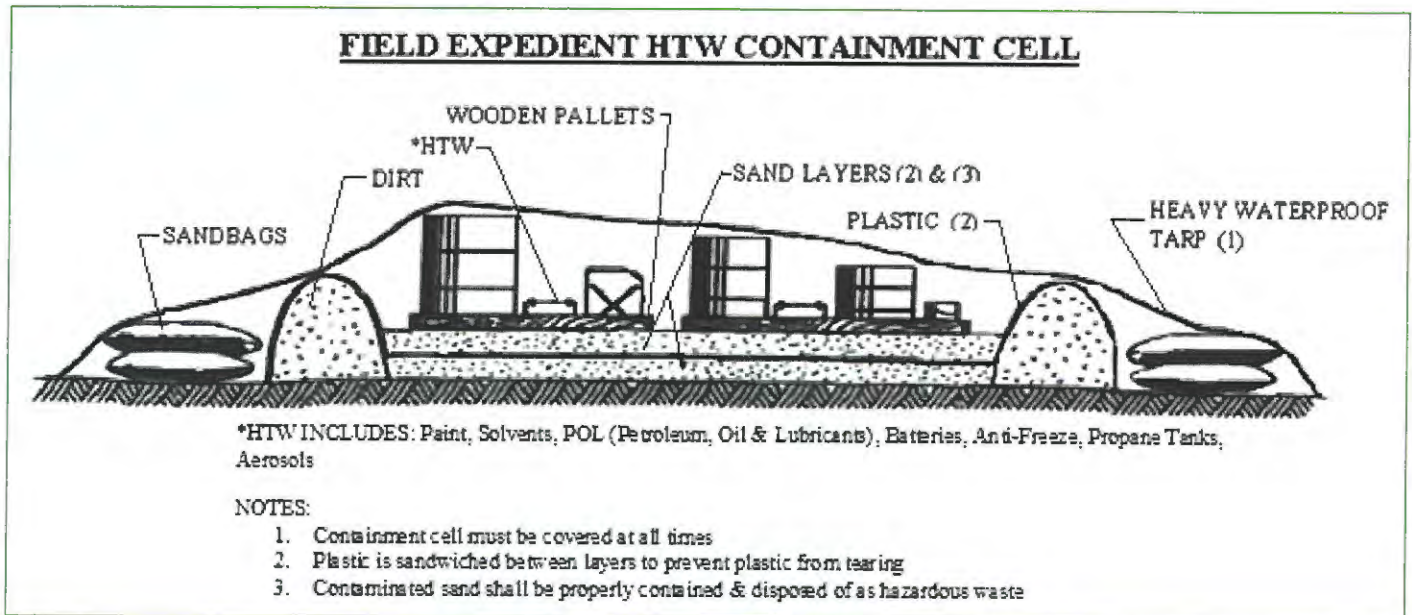 FIELD EXPEDIENT HTW CONTAINMENT CELL
WOODEN PALLETS
*HTW
DIRT
SAND LAYERS (2) & (3)
SANDBAGS
PLASTIC (2)
HEAVY WATERPROOF
TARP (1)
*HTW INCLUDES: Paint, Solvents, POL (Petroleum, Oil & Lubricants), Batteries, Anti-Freeze, Propane Tanks,
Aerosols
NOTES:
1. Containment cell must be covered at all times
2. Plastic is sandwiched between layers to prevent plastic from tearing
3. Contaminated sand shall be properly contained & disposed of as hazardous waste